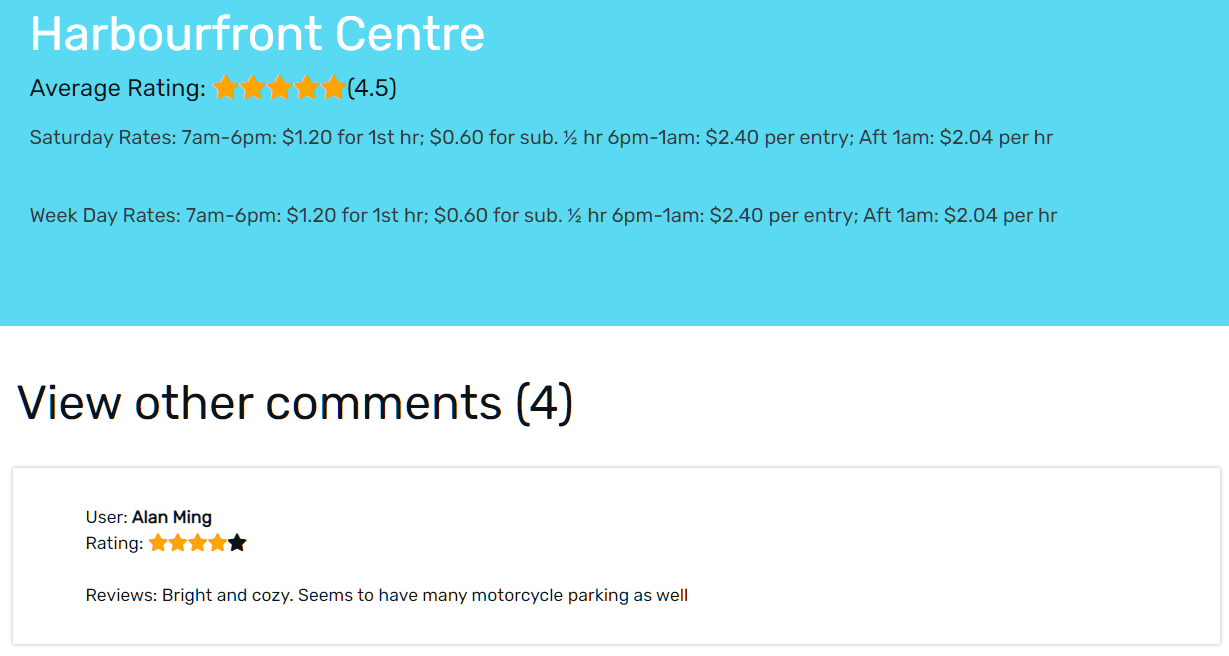 Harbourfront Centre
Average Rating: (4.5)
Saturday Rates: 7am-6pm: $1.20 for 1st hr; $0.60 for sub. ½ hr 6pm-1am: $2.40 per entry; Aft 1am: $2.04 per hr
Week Day Rates: 7am-6pm: $1.20 for 1st hr; $0.60 for sub. ½ hr 6pm-1am: $2.40 per entry; Aft 1am: $2.04 per hr
View other comments (4)
User: Alan Ming
Rating:
Reviews: Bright and cozy. Seems to have many motorcycle parking as well